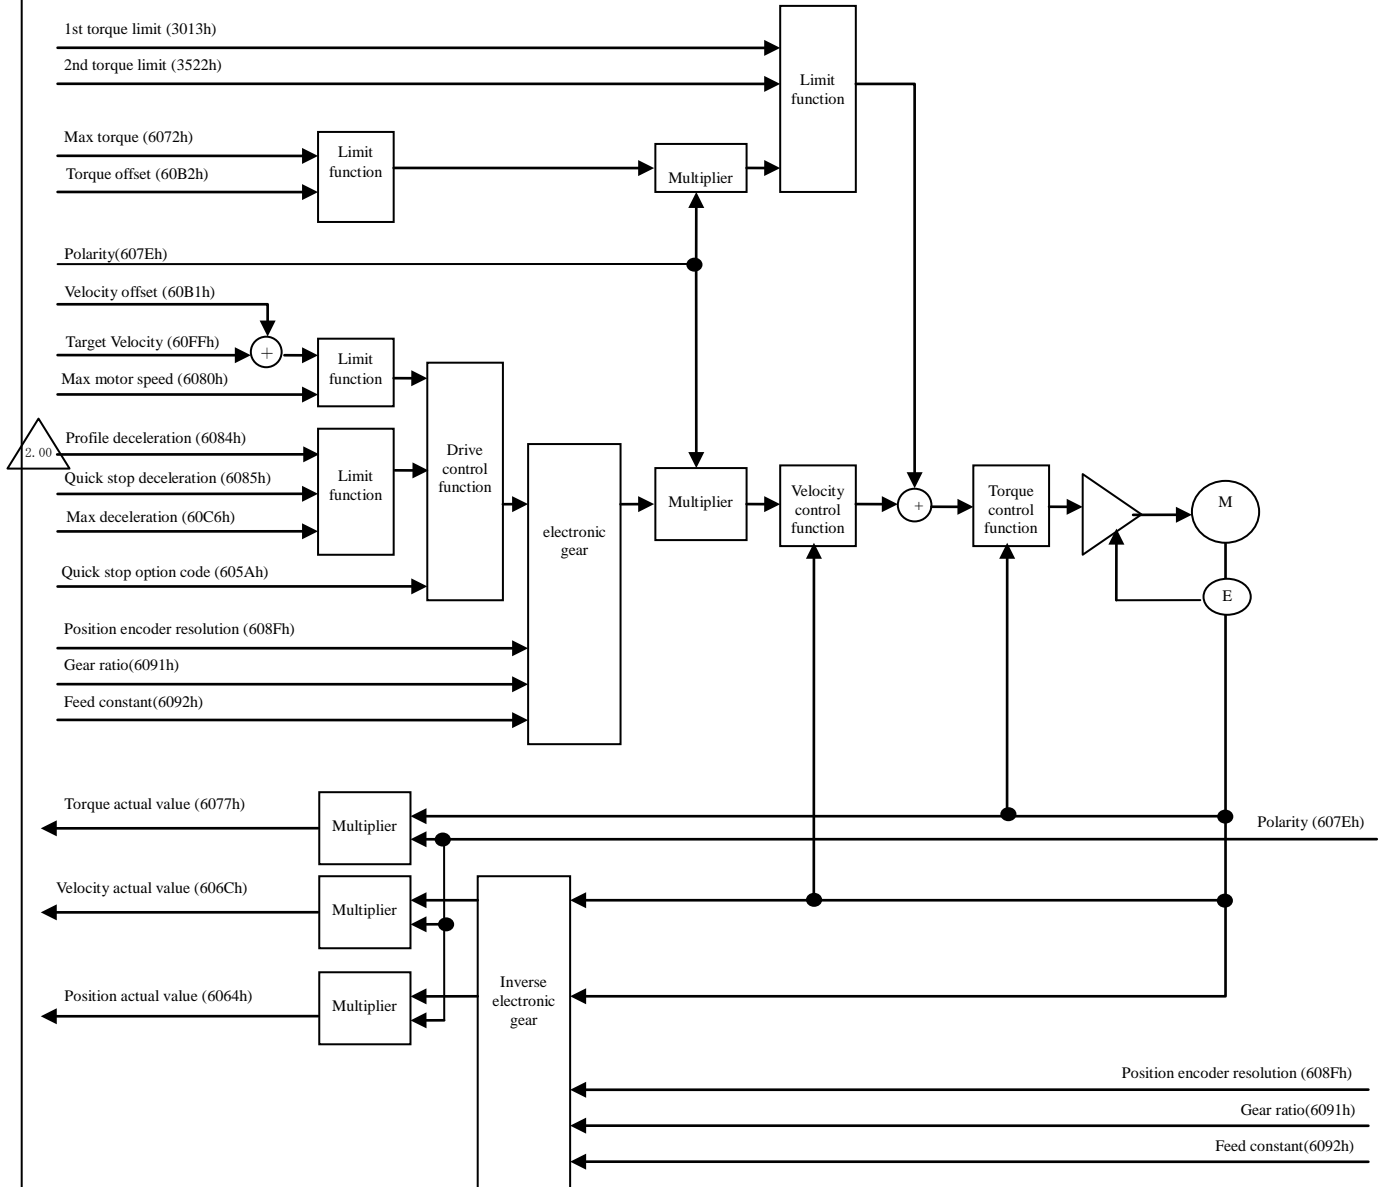 1st torque limit (3013h)
2nd torque limit (3522h)
Limit
function
Max torque (6072h)
Torque offset (60B2h)
Limit
function
Multiplier
Polarity(607Eh)
Velocity offset (60B1h)
Target Velocity (60FFh)
+
Max motor speed (6080h)
Limit
function
2.00
Profile deceleration (6084h)
Quick stop deceleration (6085h)
Max deceleration (60C6h)
Limit
function
Drive
control
function
Quick stop option code (605Ah)
electronic
gear
Multiplier
Velocity
control
function
+
Torque
control
function
M
E
Position encoder resolution (608Fh)
Gear ratio(6091h)
Feed constant(6092h)
Torque actual value (6077h)
Multiplier
Polarity (607Eh)
Velocity actual value (606Ch)
Multiplier
Position actual value (6064h)
Multiplier
Inverse
electronic
gear
Position encoder resolution (608Fh)
Gear ratio(6091h)
Feed constant(6092h)